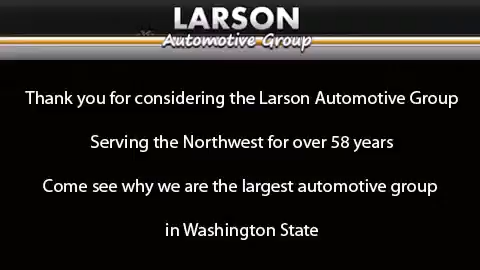 LARSON
Automotive Group
Thank you for considering the Larson Automotive Group
Serving the Northwest for over 58 years
Come see why we are the largest automotive group
in Washington State